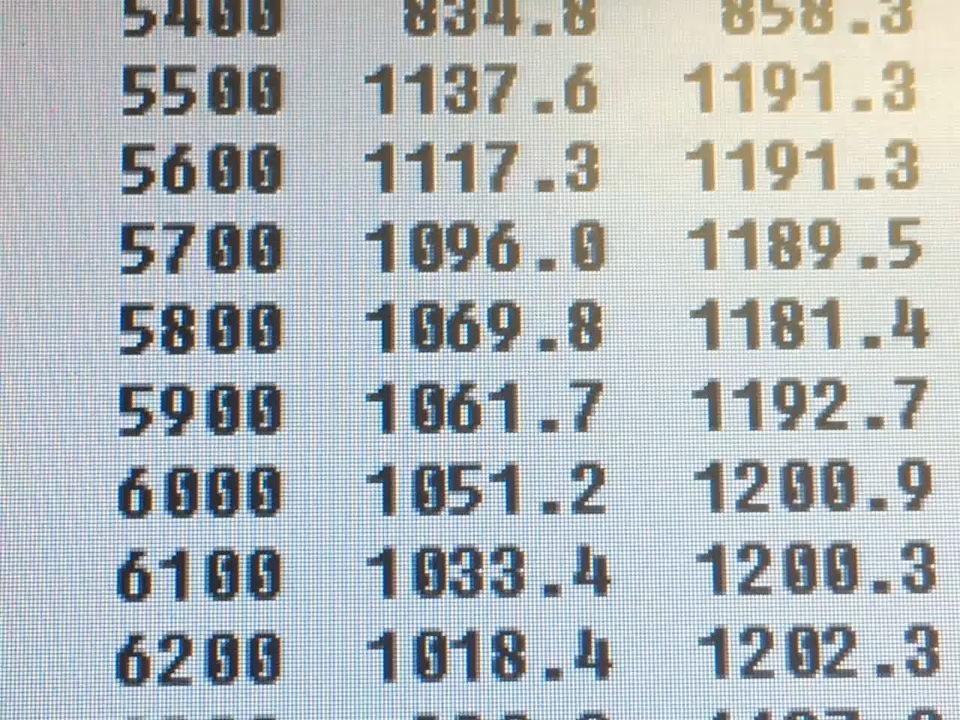 5400 834.8 858.3
5500 1137.6 1191.3
5600 1117.3 1191.3
5700 1096.0 1189.5
5800 1069.8 1181.4
5900 1061.7 1192.7
6000 1051.2 1200.9
6100 1033.4 1200.3
6200 1018.4 1202.3